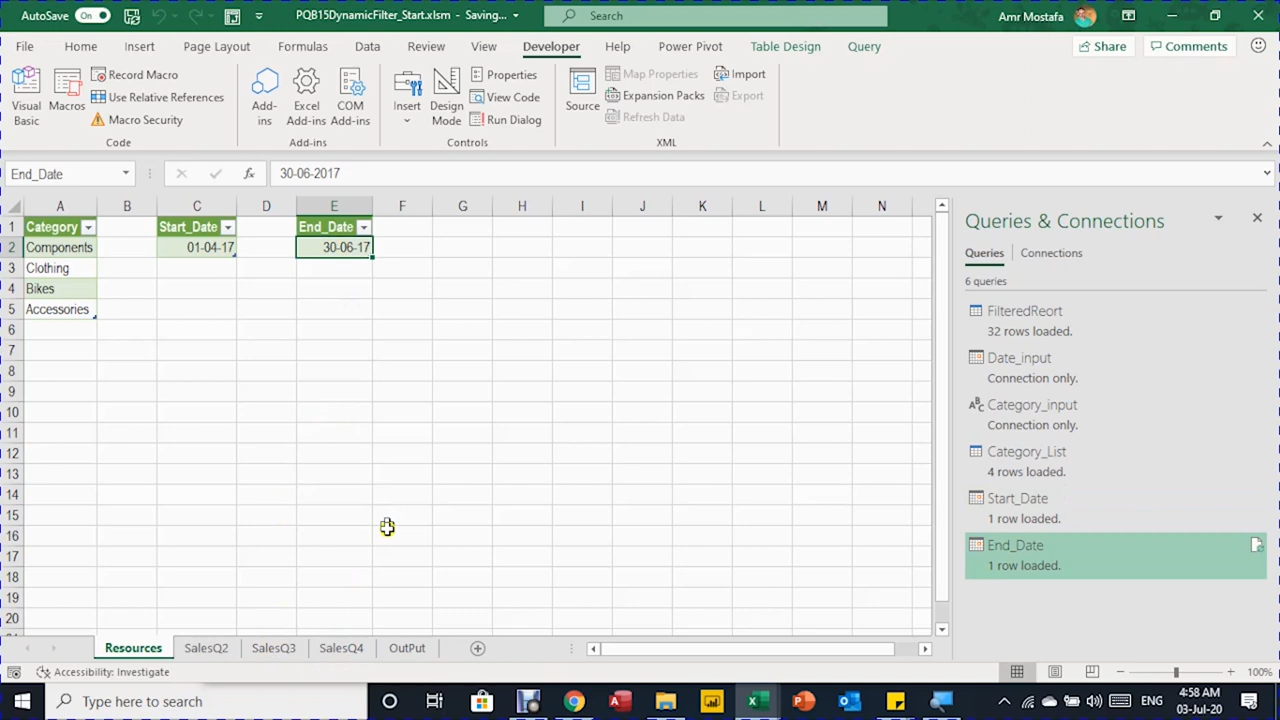 AutoSave On PQB15DynamicFilter_Start.xlsm - Saving... Search Amr Mostafa
File Home Insert Draw Page Layout Formulas Data Review View Developer Help Power Pivot Table Design Query Share Comments
Visual Basic
Macros
Record Macro
Use Relative References
Macro Security
Code
Add-ins
Excel Add-ins
COM Add-ins
Add-ins
Insert
Design Mode
Properties
View Code
Run Dialog
Controls
Source
Map Properties
Expansion Packs
Refresh Data
Import
Export
XML
End_Date fx 30-06-2017
A B C D E F G H I J K L M N
1 Category Start_Date End_Date
2 Components 01-04-17 30-06-17
3 Clothing
4 Bikes
5 Accessories
6
7
8
9
10
11
12
13
14
15
16
17
18
19
20
Queries & Connections
Queries Connections
6 queries
FilteredReort
32 rows loaded.
Date_input
Connection only.
ABC Category_input
Connection only.
Category_List
4 rows loaded.
Start_Date
1 row loaded.
End_Date
1 row loaded.
Resources SalesQ2 SalesQ3 SalesQ4 OutPut
Accessibility: Investigate 100%
Type here to search ENG 4:58 AM
03-Jul-20